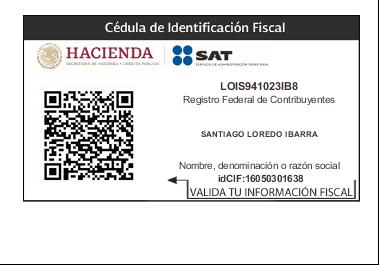 Cédula de Identificación Fiscal
HACIENDA
SECRETARÍA DE HACIENDA Y CRÉDITO PÚBLICO
SAT
SERVICIO DE ADMINISTRACIÓN TRIBUTARIA
LOIS941023IB8
Registro Federal de Contribuyentes
SANTIAGO LOREDO IBARRA
Nombre, denominación o razón social
idCIF:16050301638
VALIDA TU INFORMACIÓN FISCAL